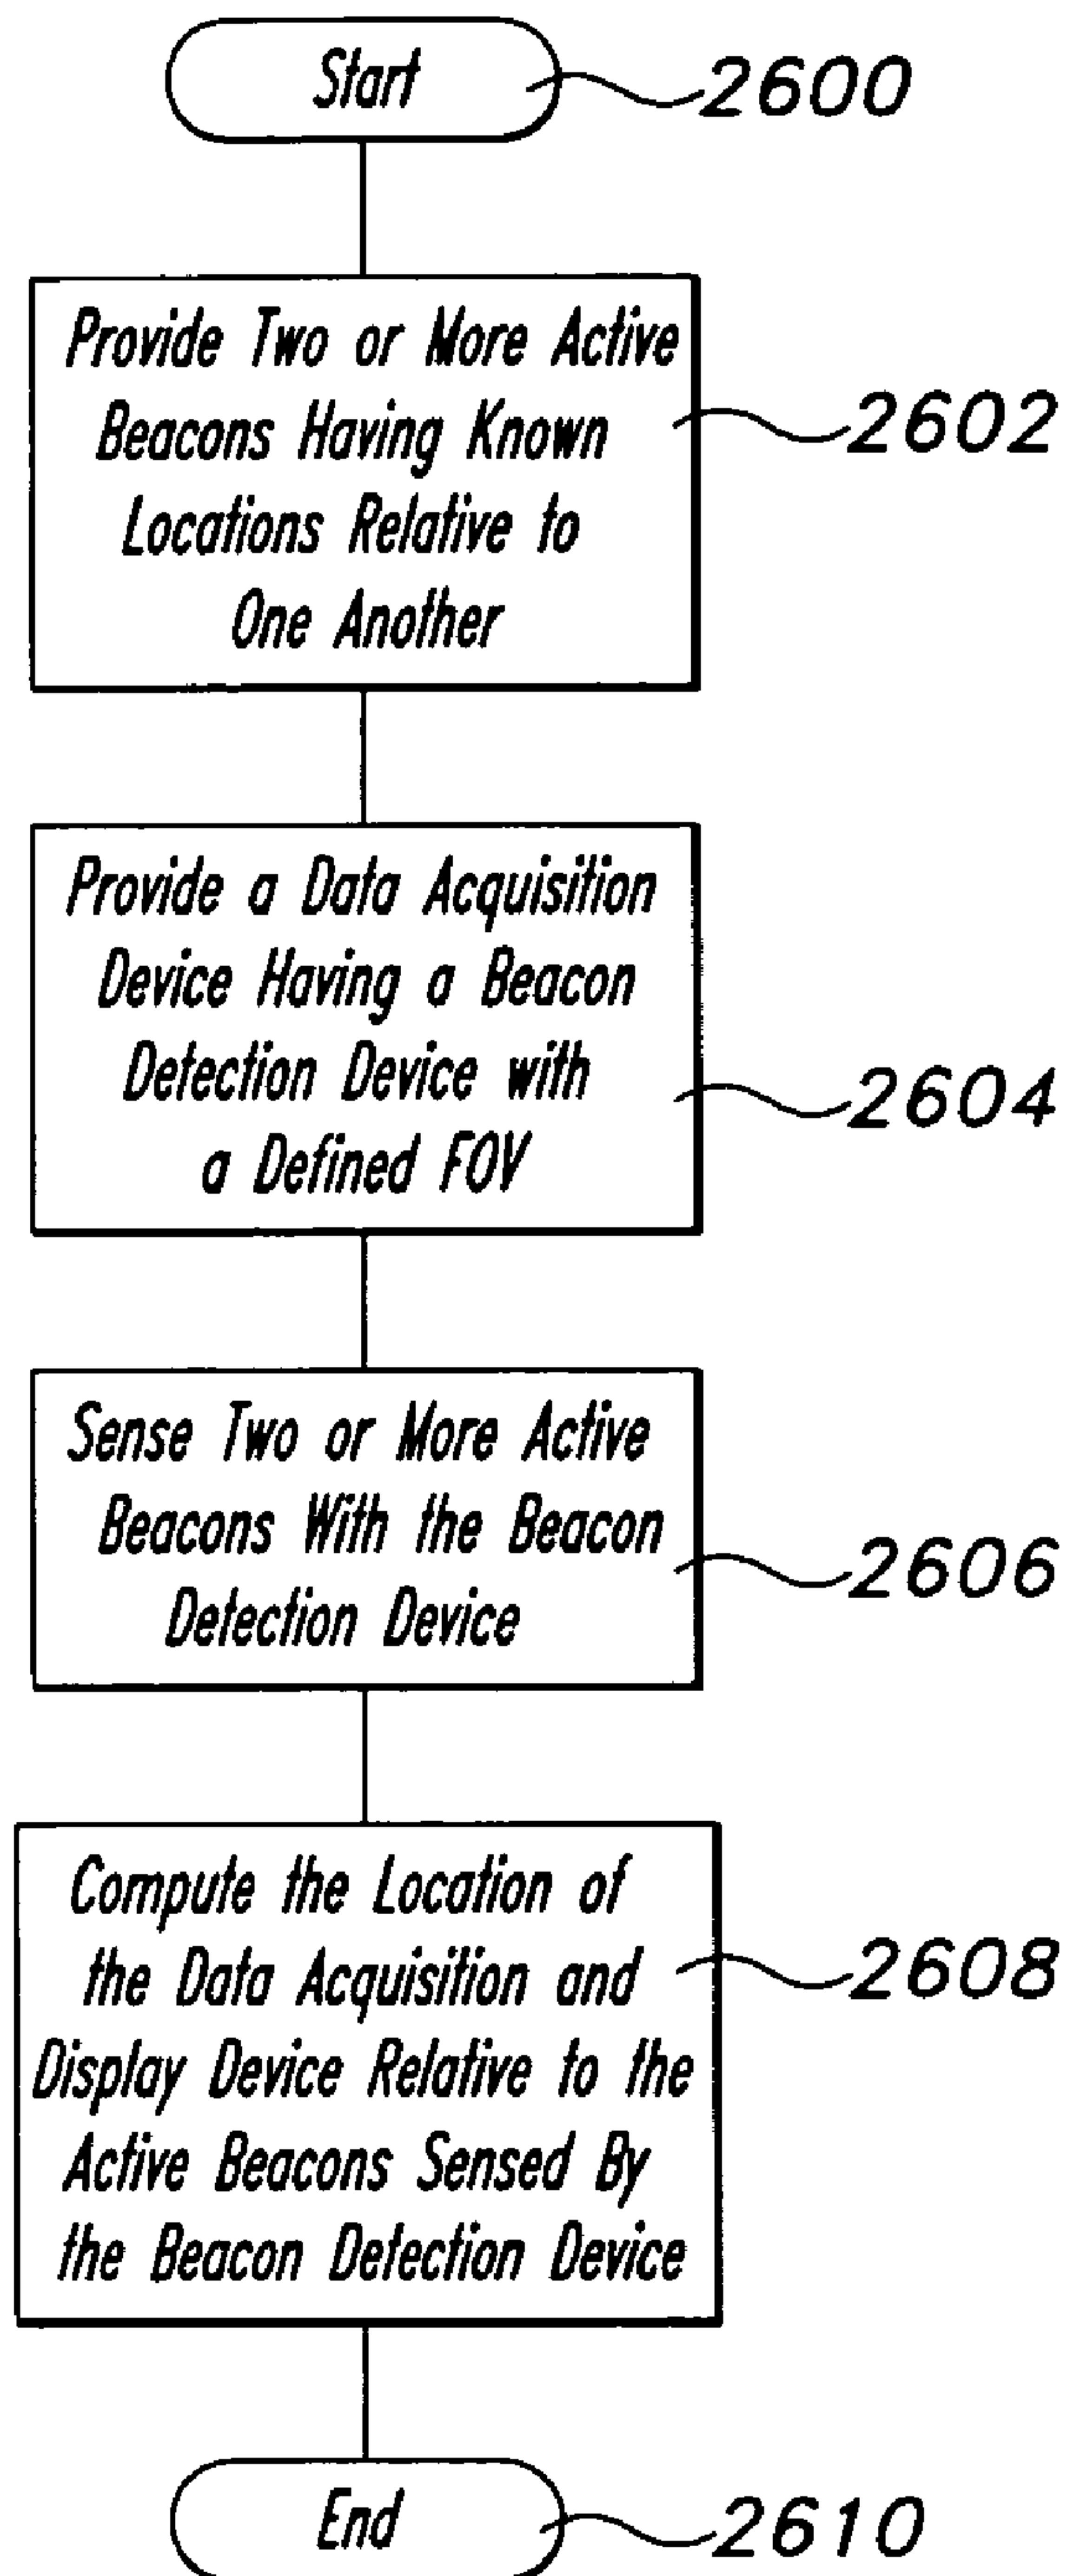 Start
2600
Provide Two or More Active
Beacons Having Known
Locations Relative to
One Another
2602
Provide a Data Acquisition
Device Having a Beacon
Detection Device with
a Defined FOV
2604
Sense Two or More Active
Beacons With the Beacon
Detection Device
2606
Compute the Location of
the Data Acquisition and
Display Device Relative to the
Active Beacons Sensed By
the Beacon Detection Device
2608
End
2610